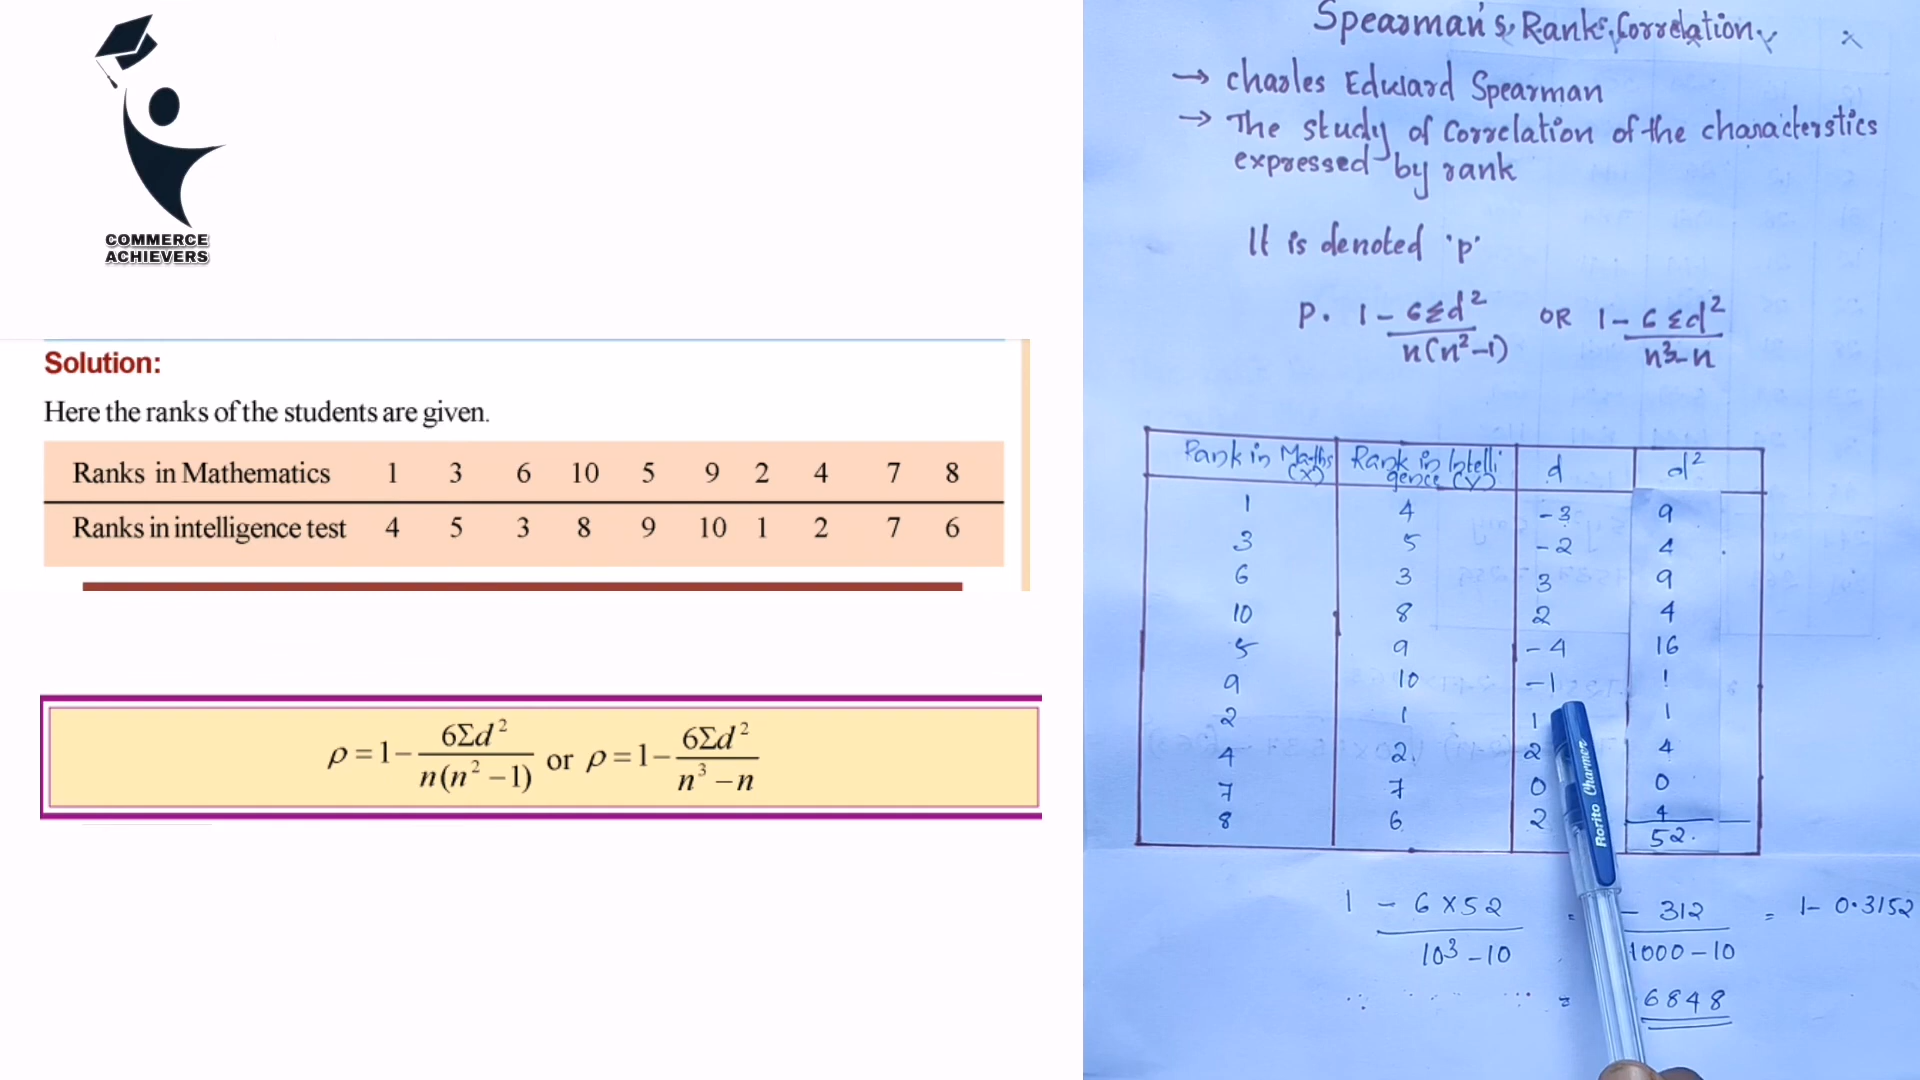 COMMERCE
ACHIEVERS
Solution:
Here the ranks of the students are given.
Ranks in Mathematics 1 3 6 10 5 9 2 4 7 8
Ranks in intelligence test 4 5 3 8 9 10 1 2 7 6
ρ = 1 − 6Σd² / n(n² − 1) or ρ = 1 − 6Σd² / n³ − n
Spearman's Rank Correlation
→ Charles Edward Spearman
→ The study of Correlation of the characterstics
expressed by rank
It is denoted 'p'
P. 1 − 6Σd² / n(n²−1) OR 1 − 6Σd² / n³−n
Rank in Maths (X) Rank in Intelligence (Y) d d²
1 4 -3 9
3 5 -2 4
6 3 3 9
10 8 2 4
5 9 -4 16
9 10 -1 1
2 1 1 1
4 2 2 4
7 7 0 0
8 6 2 4
52.
1 − 6×52 / 10³−10 = − 312 / 1000−10 = 1- 0.3152
= 6848
Rorito Charmer